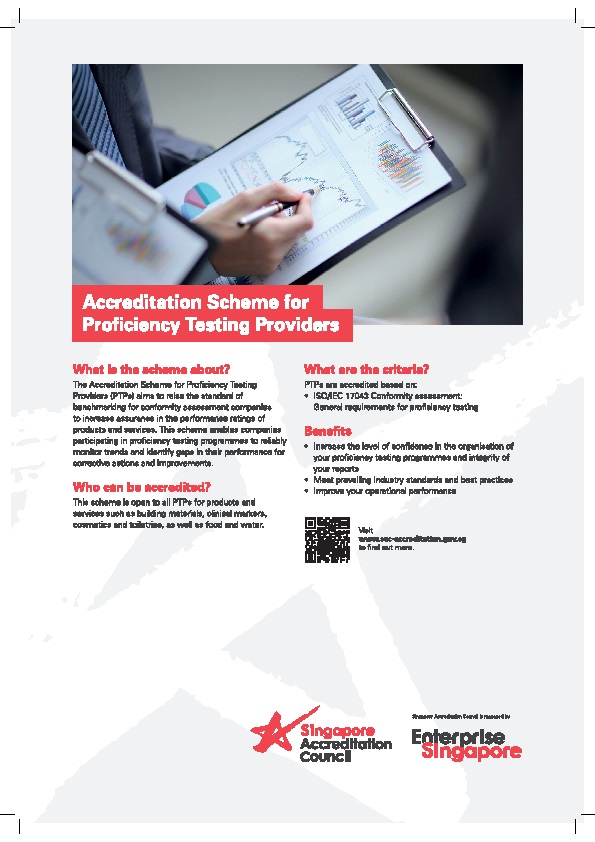 Accreditation Scheme for
Proficiency Testing Providers
What is the scheme about?
The Accreditation Scheme for Proficiency Testing
Providers (PTPs) aims to raise the standard of
benchmarking for conformity assessment companies
to increase assurance in the performance ratings of
products and services. This scheme enables companies
participating in proficiency testing programmes to reliably
monitor trends and identify gaps in their performance for
corrective actions and improvements.
Who can be accredited?
This scheme is open to all PTPs for products and
services such as building materials, clinical markers,
cosmetics and toiletries, as well as food and water.
What are the criteria?
PTPs are accredited based on:
• ISO/IEC 17043 Conformity assessment:
General requirements for proficiency testing
Benefits
• Increase the level of confidence in the organisation of
your proficiency testing programmes and integrity of
your reports
• Meet prevailing industry standards and best practices
• Improve your operational performance
Visit
www.sac-accreditation.gov.sg
to find out more.
Singapore
Accreditation
Council
Singapore Accreditation Council is managed by
Enterprise
Singapore